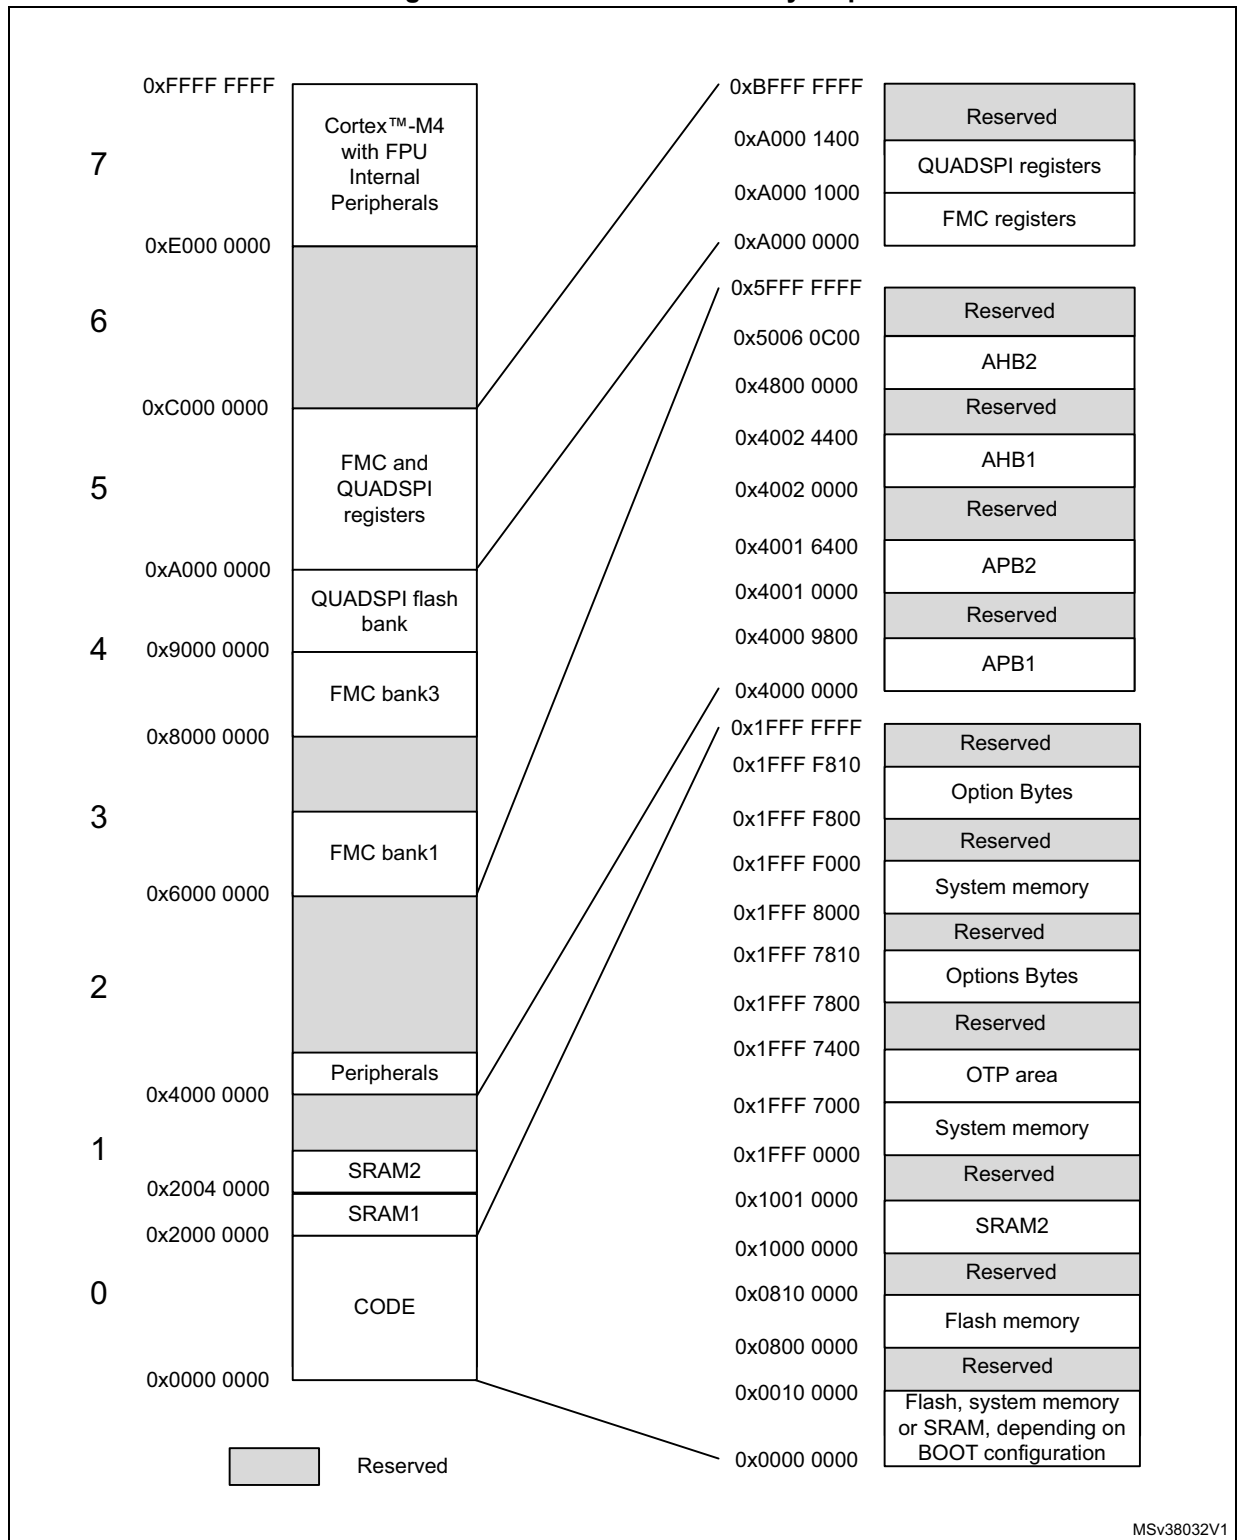 0xFFFF FFFF
Cortex™-M4
with FPU
Internal
Peripherals
7
0xE000 0000
6
0xC000 0000
FMC and
QUADSPI
registers
5
0xA000 0000
QUADSPI flash
bank
4
0x9000 0000
FMC bank3
0x8000 0000
3
FMC bank1
0x6000 0000
2
Peripherals
0x4000 0000
1
SRAM2
0x2004 0000
SRAM1
0x2000 0000
0
CODE
0x0000 0000
Reserved
0xBFFF FFFF
Reserved
0xA000 1400
QUADSPI registers
0xA000 1000
FMC registers
0xA000 0000
0x5FFF FFFF
Reserved
0x5006 0C00
AHB2
0x4800 0000
Reserved
0x4002 4400
AHB1
0x4002 0000
Reserved
0x4001 6400
APB2
0x4001 0000
Reserved
0x4000 9800
APB1
0x4000 0000
0x1FFF FFFF
Reserved
0x1FFF F810
Option Bytes
0x1FFF F800
Reserved
0x1FFF F000
System memory
0x1FFF 8000
Reserved
0x1FFF 7810
Options Bytes
0x1FFF 7800
Reserved
0x1FFF 7400
OTP area
0x1FFF 7000
System memory
0x1FFF 0000
Reserved
0x1001 0000
SRAM2
0x1000 0000
Reserved
0x0810 0000
Flash memory
0x0800 0000
Reserved
0x0010 0000
Flash, system memory
or SRAM, depending on
BOOT configuration
0x0000 0000
MSv38032V1